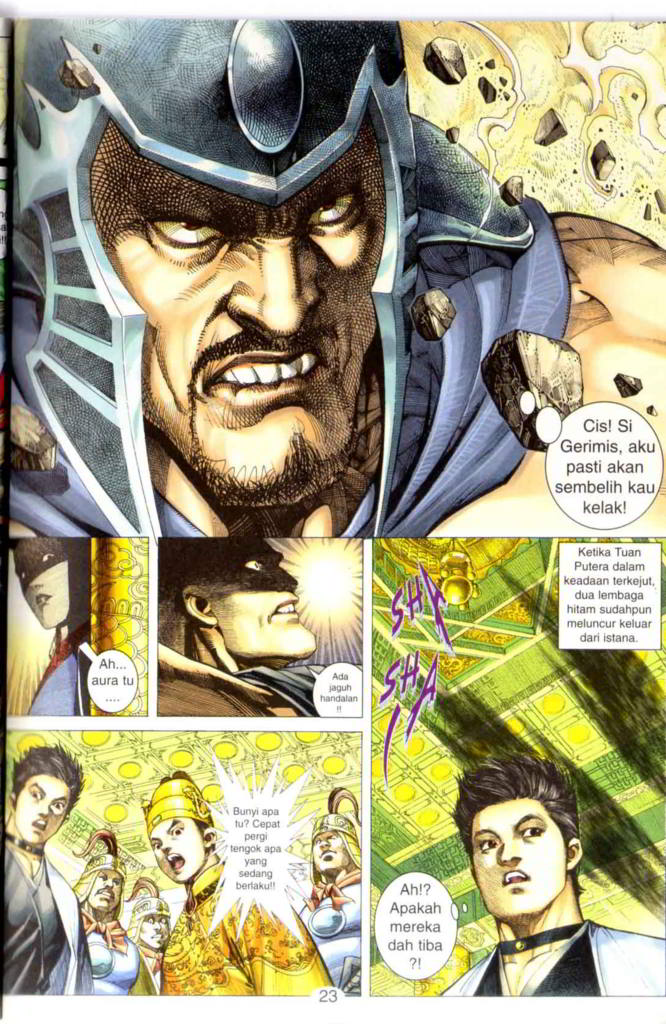 Cis! Si
Gerimis, aku
pasti akan
sembelih kau
kelak!
Ah...
aura tu
....
Ada
jaguh
handalan
!!
Ketika Tuan
Putera dalam
keadaan terkejut,
dua lembaga
hitam sudahpun
meluncur keluar
dari istana.
SHA
SHA
Bunyi apa
tu? Cepat
pergi
tengok apa
yang
sedang
berlaku!!
Ah!?
Apakah
mereka
dah tiba
?!
23